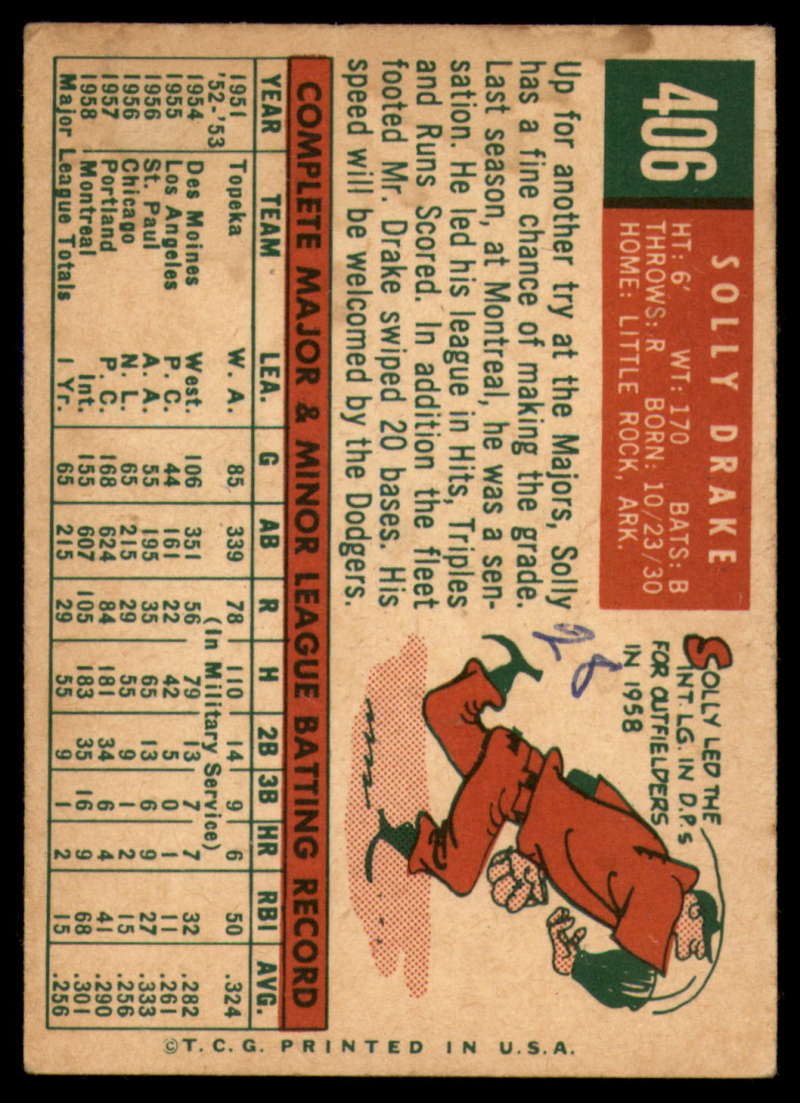 406
SOLLY DRAKE
HT: 6' WT: 170 BATS: B
THROWS: R BORN: 10/23/30
HOME: LITTLE ROCK, ARK.
Up for another try at the Majors, Solly
has a fine chance of making the grade.
Last season, at Montreal, he was a sen-
sation. He led his league in Hits, Triples
and Runs Scored. In addition the fleet
footed Mr. Drake swiped 20 bases. His
speed will be welcomed by the Dodgers.
SOLLY LED THE
INT. LG. IN D.P.s
FOR OUTFIELDERS
IN 1958
28
COMPLETE MAJOR & MINOR LEAGUE BATTING RECORD
YEAR TEAM LEA. G AB R H 2B 3B HR RBI AVG.
1951 Topeka W. A. 85 339 78 110 14 9 6 50 .324
'52-'53 (In Military Service)
1954 Des Moines West. 106 351 56 79 13 7 7 32 .282
1955 Los Angeles P. C. 44 161 22 42 5 0 1 11 .261
1956 St. Paul A. A. 55 195 35 65 13 6 9 27 .333
1956 Chicago N. L. 65 215 29 55 9 1 2 15 .256
1957 Portland P. C. 168 624 84 181 34 6 4 41 .290
1958 Montreal Int. 155 607 105 183 35 16 9 68 .301
Major League Totals 1 Yr. 65 215 29 55 9 1 2 15 .256
©T.C.G. PRINTED IN U.S.A.